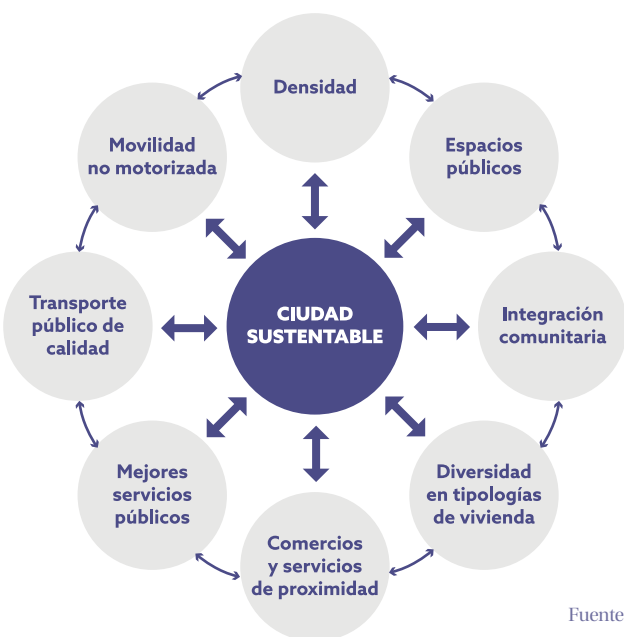 Densidad
Movilidad
no motorizada
Espacios
públicos
Transporte
público de
calidad
CIUDAD
SUSTENTABLE
Integración
comunitaria
Mejores
servicios
públicos
Diversidad
en tipologías
de vivienda
Comercios
y servicios
de proximidad
Fuente